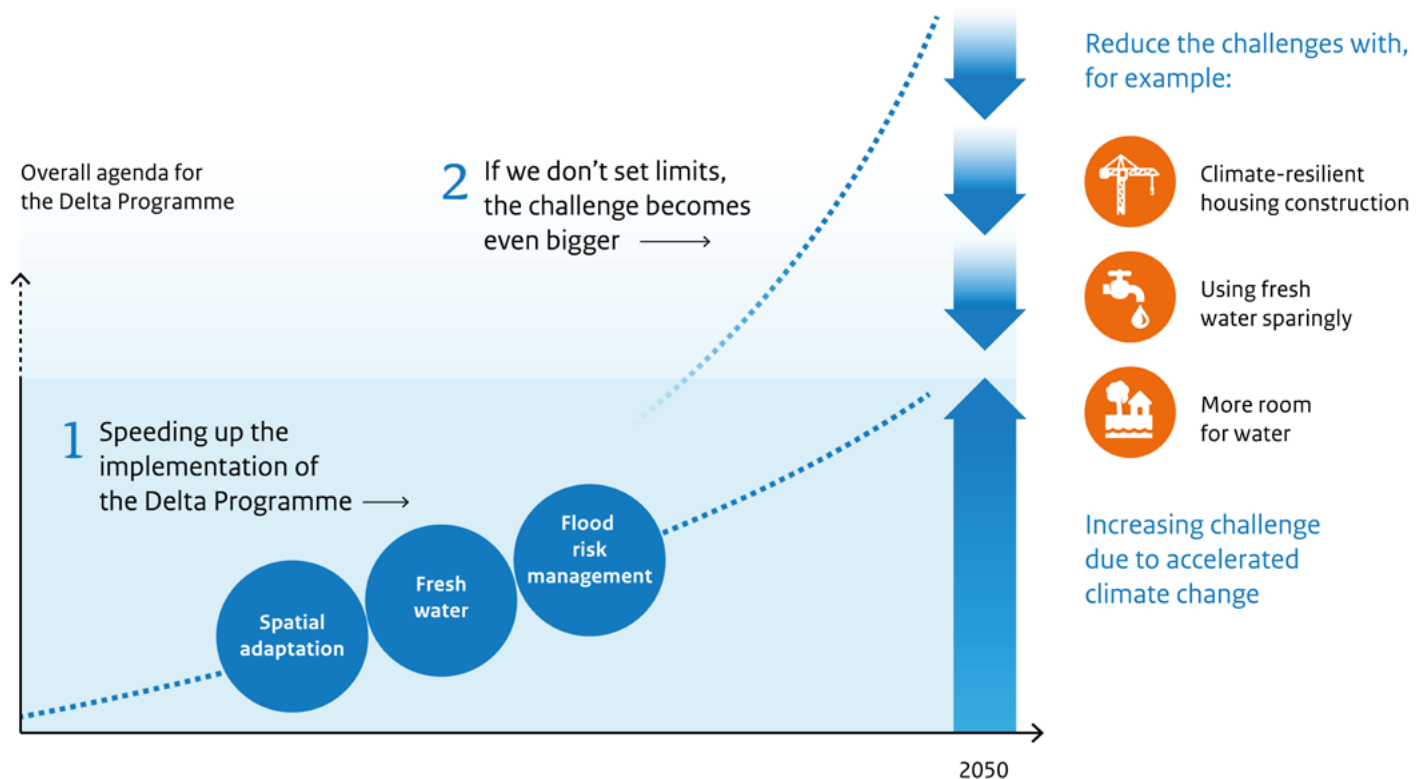 Overall agenda for
the Delta Programme
2 If we don’t set limits,
the challenge becomes
even bigger
1 Speeding up the
implementation of
the Delta Programme
Spatial
adaptation
Fresh
water
Flood
risk
management
2050
Reduce the challenges with,
for example:
Climate-resilient
housing construction
Using fresh
water sparingly
More room
for water
Increasing challenge
due to accelerated
climate change